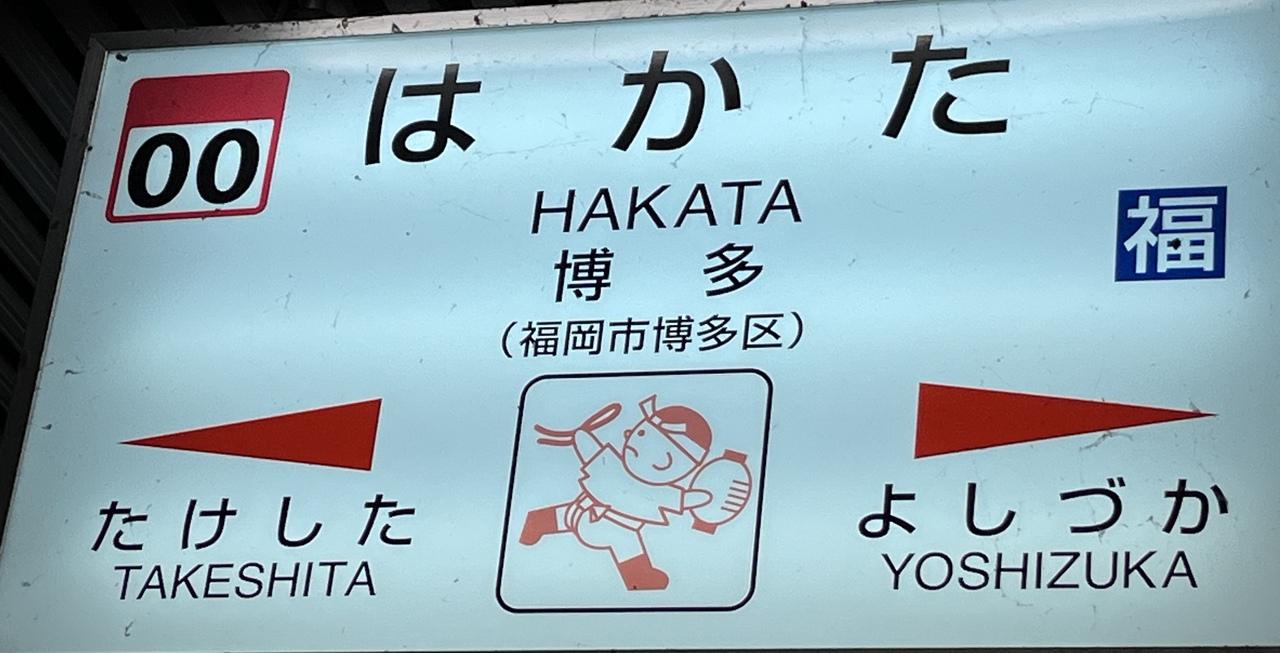 00
はかた
HAKATA
福
博多
（福岡市博多区）
たけした
TAKESHITA
よしづか
YOSHIZUKA